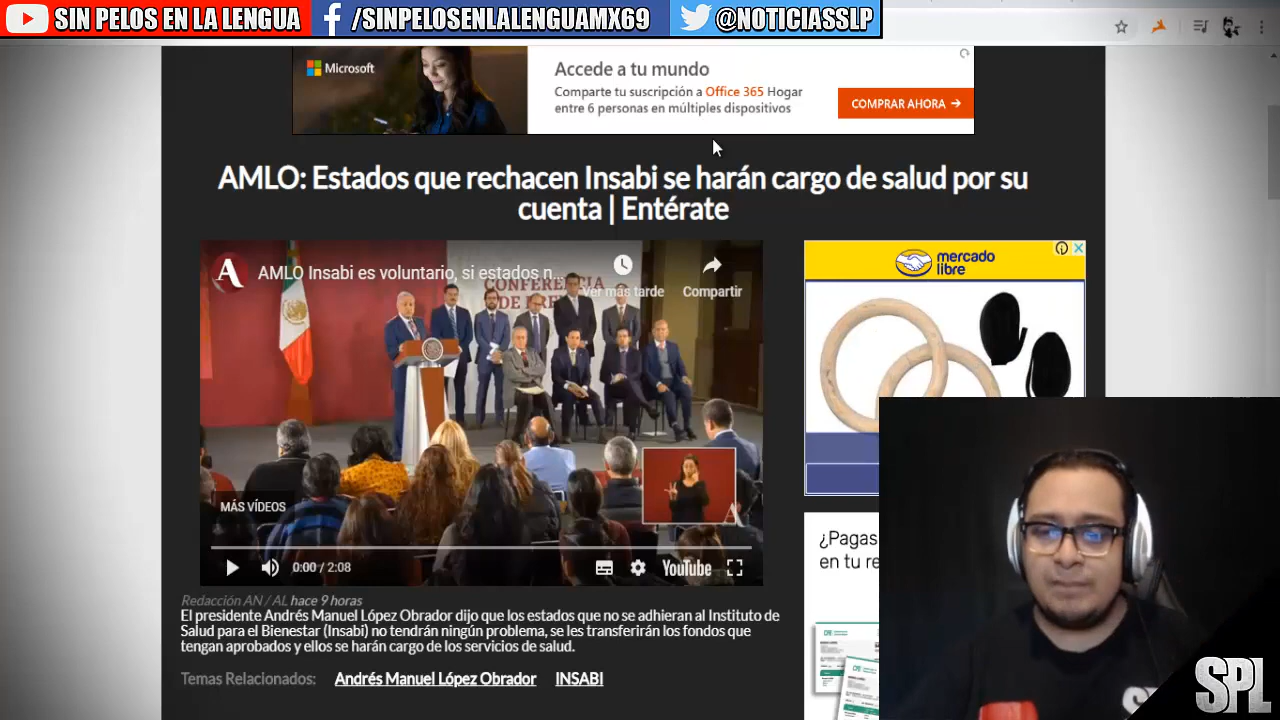 SIN PELOS EN LA LENGUA
/SINPELOSENLALENGUAMX69
@NOTICIASSLP
Microsoft
Accede a tu mundo
Comparte tu suscripción a Office 365 Hogar
entre 6 personas en múltiples dispositivos
COMPRAR AHORA →
AMLO: Estados que rechacen Insabi se harán cargo de salud por su
cuenta | Entérate
A
AMLO Insabi es voluntario, si estados n...
Ver más tarde
Compartir
CONFERENCIA
MÁS VÍDEOS
A
0:00 / 2:08
YouTube
mercado
libre
¿Pagas
en tu re
Redacción AN / AL hace 9 horas
El presidente Andrés Manuel López Obrador dijo que los estados que no se adhieran al Instituto de
Salud para el Bienestar (Insabi) no tendrán ningún problema, se les transferirán los fondos que
tengan aprobados y ellos se harán cargo de los servicios de salud.
Temas Relacionados: Andrés Manuel López Obrador INSABI
SPL